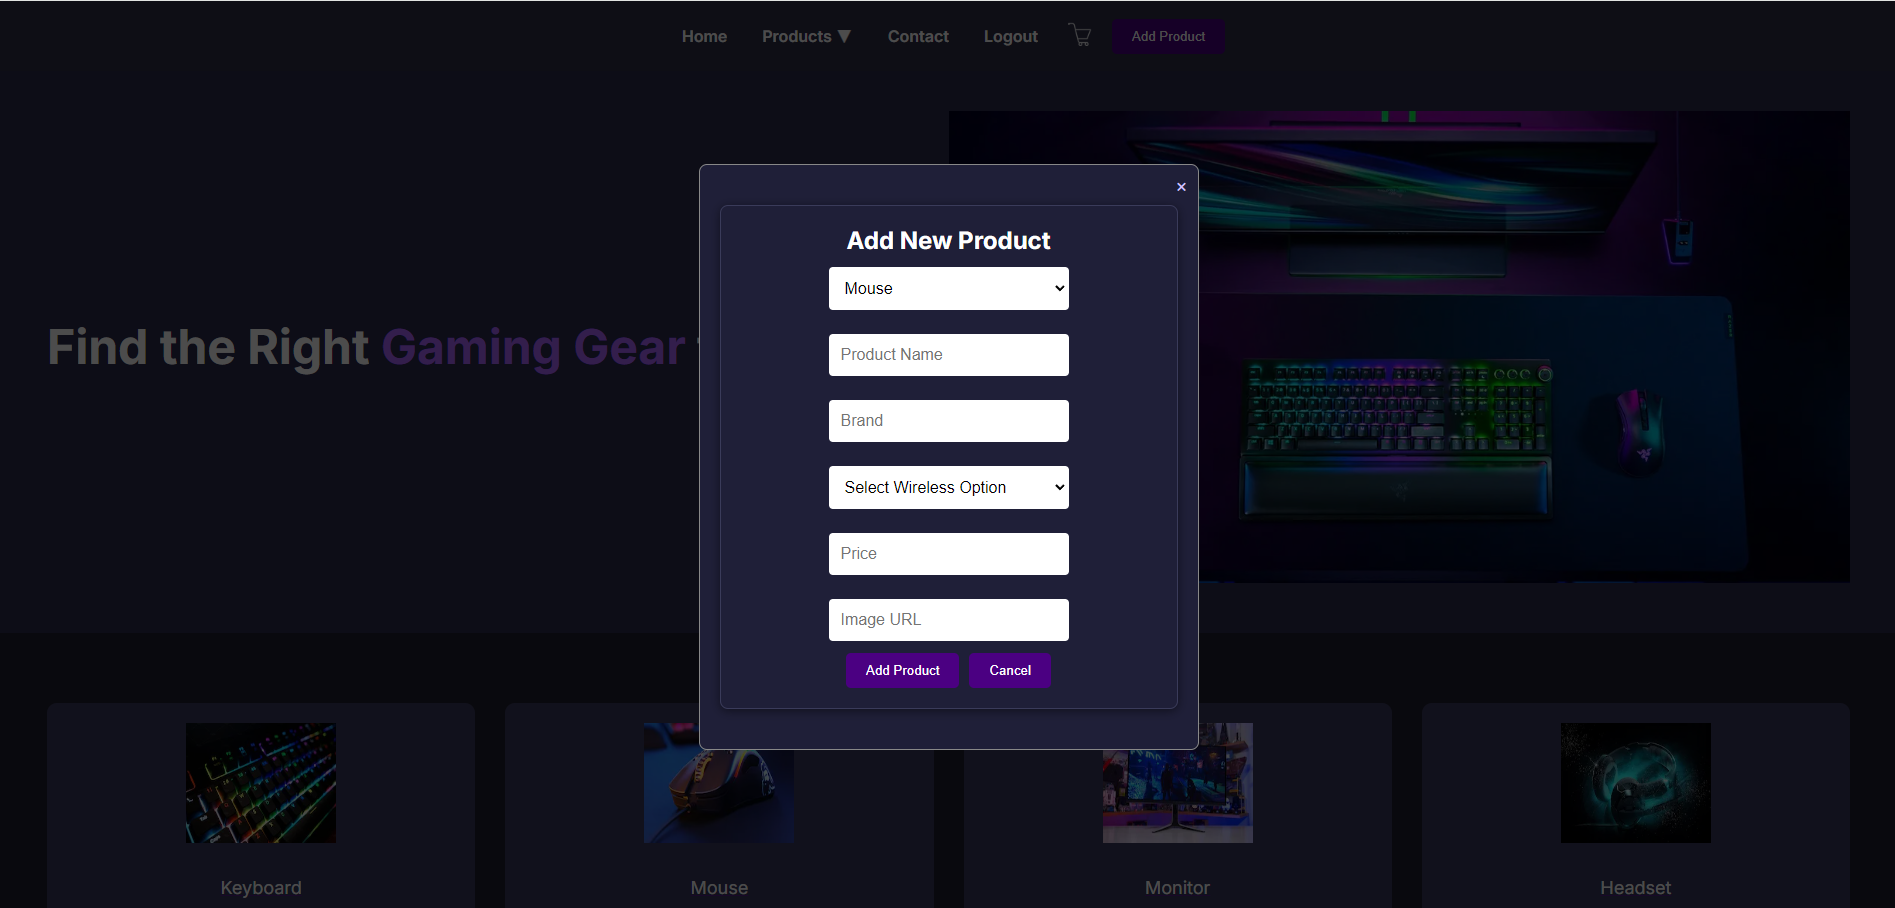 Home
Products ▼
Contact
Logout
Add Product
Find the Right Gaming Gear
×
Add New Product
Mouse
Product Name
Brand
Select Wireless Option
Price
Image URL
Add Product
Cancel
Keyboard
Mouse
Monitor
Headset